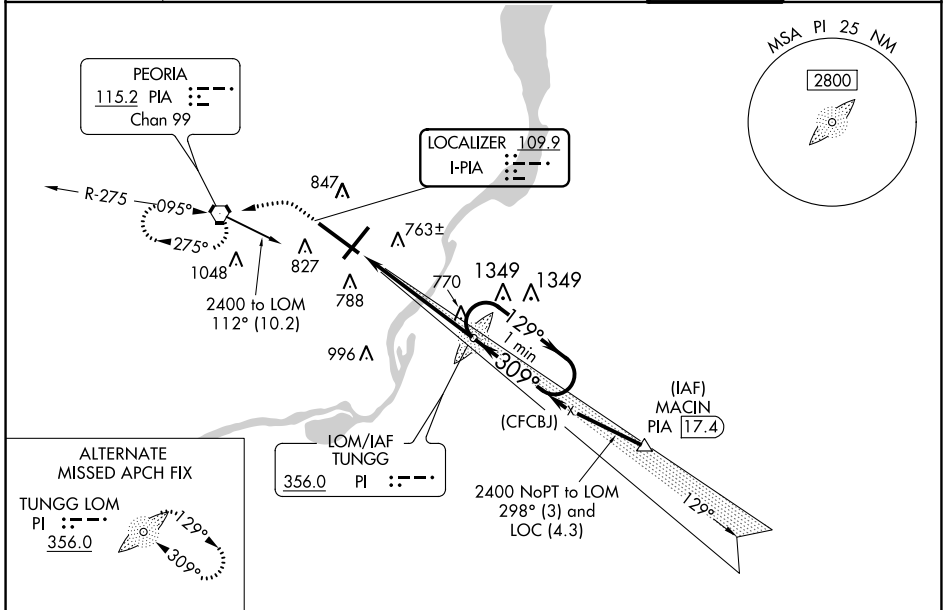 MSA PI 25 NM
2800
PEORIA
115.2 PIA
Chan 99
LOCALIZER 109.9
I-PIA
R-275
095°
275°
847
763±
1048
827
788
770
1349
1349
2400 to LOM
112° (10.2)
996
129°
1 min
309°
(CFCBJ)
(IAF)
MACIN
PIA 17.4
LOM/IAF
TUNGG
356.0 PI
2400 NoPT to LOM
298° (3) and
LOC (4.3)
129°
ALTERNATE
MISSED APCH FIX
TUNGG LOM
PI
356.0
129°
309°